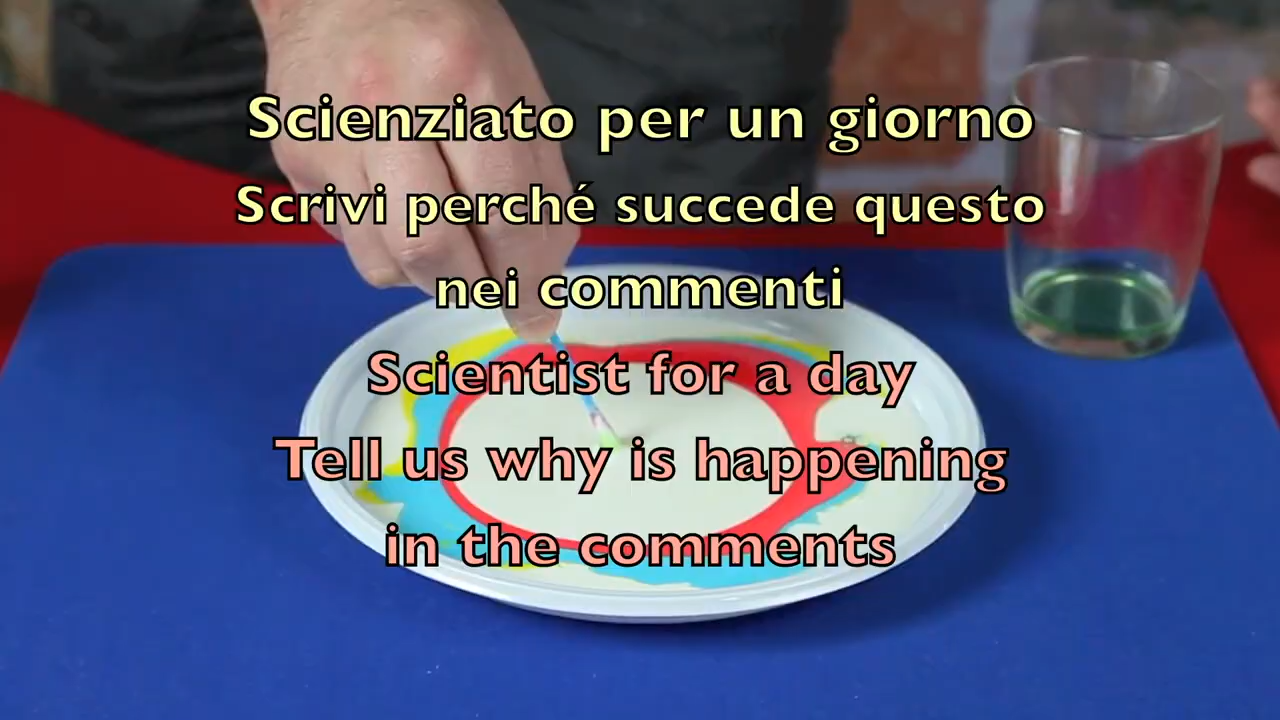 Scienziato per un giorno
Scrivi perché succede questo
nei commenti
Scientist for a day
Tell us why is happening
in the comments